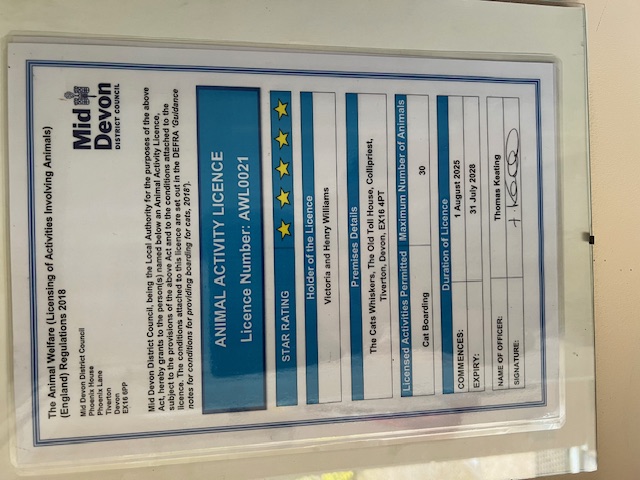 The Animal Welfare (Licensing of Activities Involving Animals)
(England) Regulations 2018
Mid Devon District Council
Phoenix House
Phoenix Lane
Tiverton
Devon
EX16 6PP
Mid
Devon
DISTRICT COUNCIL
Mid Devon District Council, being the Local Authority for the purposes of the above
Act, hereby grants to the person(s) named below an Animal Activity Licence,
subject to the provisions of the above Act and to the conditions attached to the
licence. The conditions attached to this licence are set out in the DEFRA 'Guidance
notes for conditions for providing boarding for cats, 2018'.
ANIMAL ACTIVITY LICENCE
Licence Number: AWL0021
STAR RATING
Holder of the Licence
Victoria and Henry Williams
Premises Details
The Cats Whiskers, The Old Toll House, Collipriest,
Tiverton, Devon, EX16 4PT
Licensed Activities Permitted Maximum Number of Animals
Cat Boarding 30
Duration of Licence
COMMENCES: 1 August 2025
EXPIRY: 31 July 2028
NAME OF OFFICER: Thomas Keating
SIGNATURE: